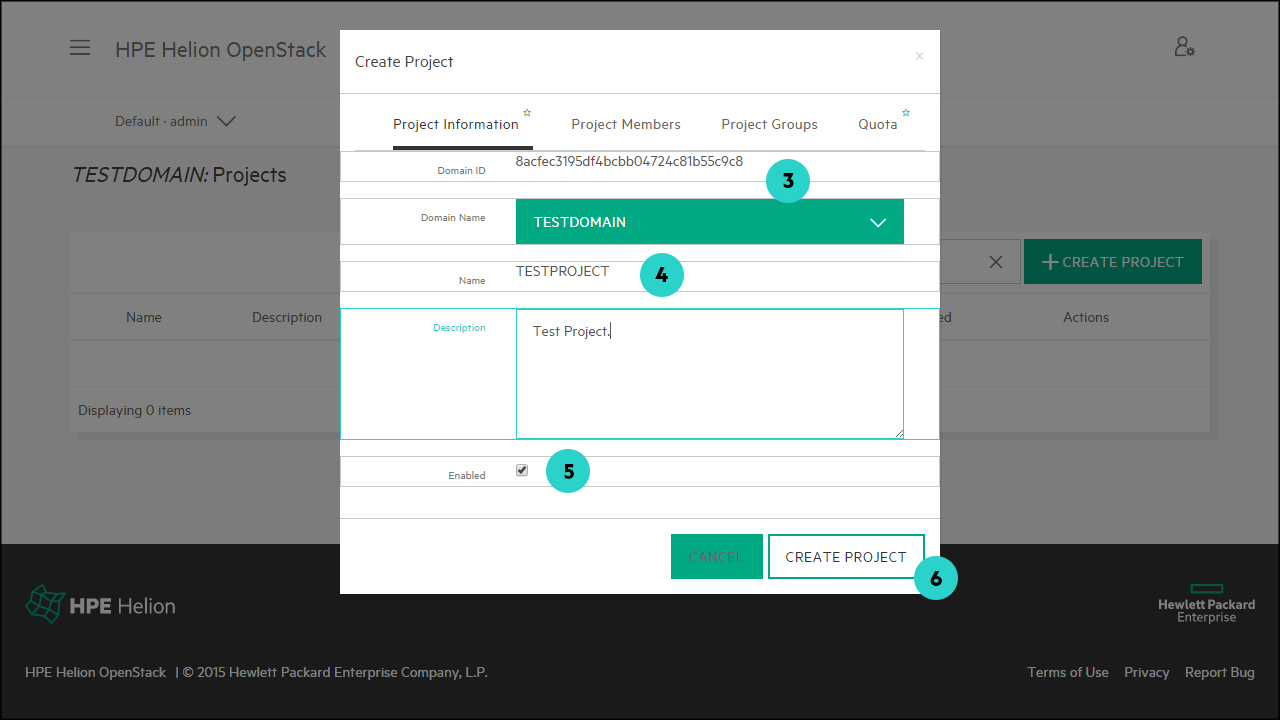 HPE Helion OpenStack
Default · admin
TESTDOMAIN: Projects
CREATE PROJECT
Name Description ed Actions
Displaying 0 items
Create Project
Project Information Project Members Project Groups Quota
Domain ID 8acfec3195df4bcbb04724c81b55c9c8
3
Domain Name TESTDOMAIN
Name TESTPROJECT
4
Description Test Project.
Enabled
5
CANCEL CREATE PROJECT
6
HPE Helion
Hewlett Packard
Enterprise
HPE Helion OpenStack | © 2015 Hewlett Packard Enterprise Company, L.P.
Terms of Use Privacy Report Bug